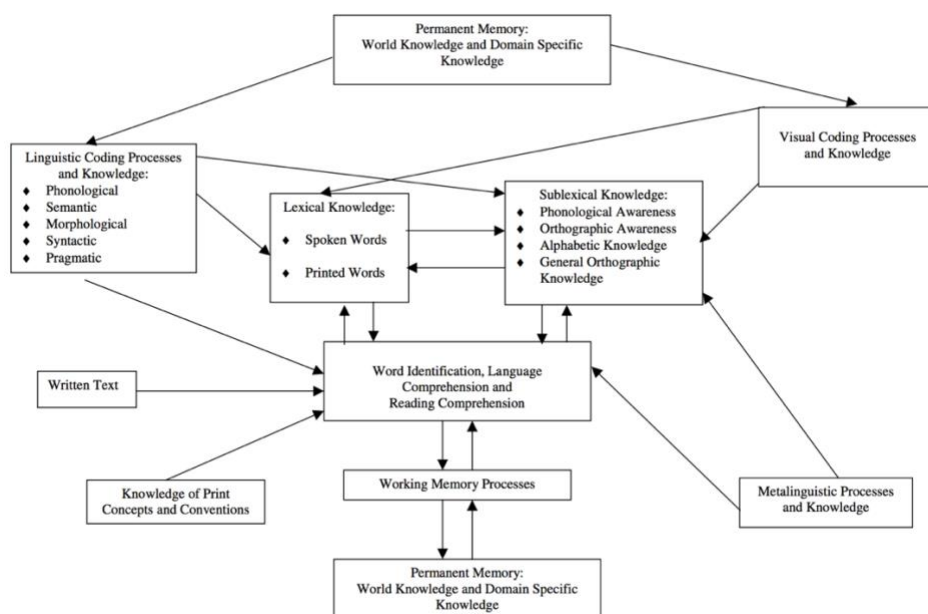 Permanent Memory:
World Knowledge and Domain Specific
Knowledge
Visual Coding Processes
and Knowledge
Linguistic Coding Processes
and Knowledge:
♦ Phonological
♦ Semantic
♦ Morphological
♦ Syntactic
♦ Pragmatic
Lexical Knowledge:
♦ Spoken Words
♦ Printed Words
Sublexical Knowledge:
♦ Phonological Awareness
♦ Orthographic Awareness
♦ Alphabetic Knowledge
♦ General Orthographic
Knowledge
Word Identification, Language
Comprehension and
Reading Comprehension
Written Text
Knowledge of Print
Concepts and Conventions
Working Memory Processes
Metalinguistic Processes
and Knowledge
Permanent Memory:
World Knowledge and Domain Specific
Knowledge